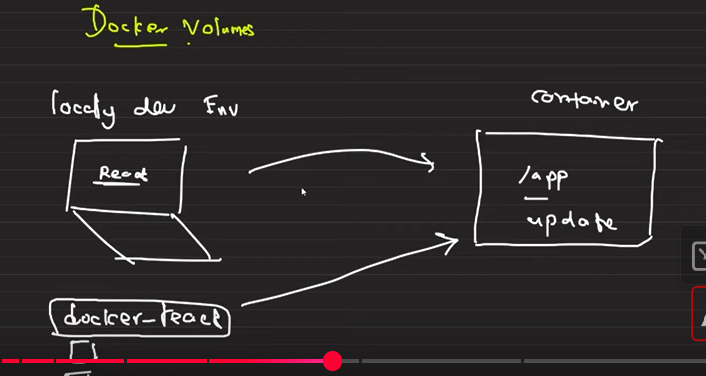 Docker Volumes
locally dev Env
container
React
/app
update
docker-react